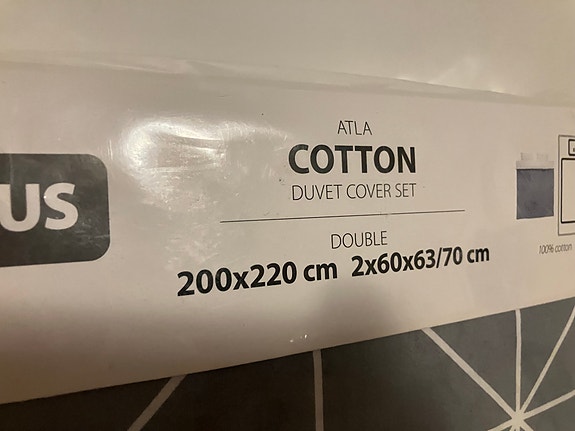 US
ATLA
COTTON
DUVET COVER SET
DOUBLE
200x220 cm 2x60x63/70 cm
100% cotton